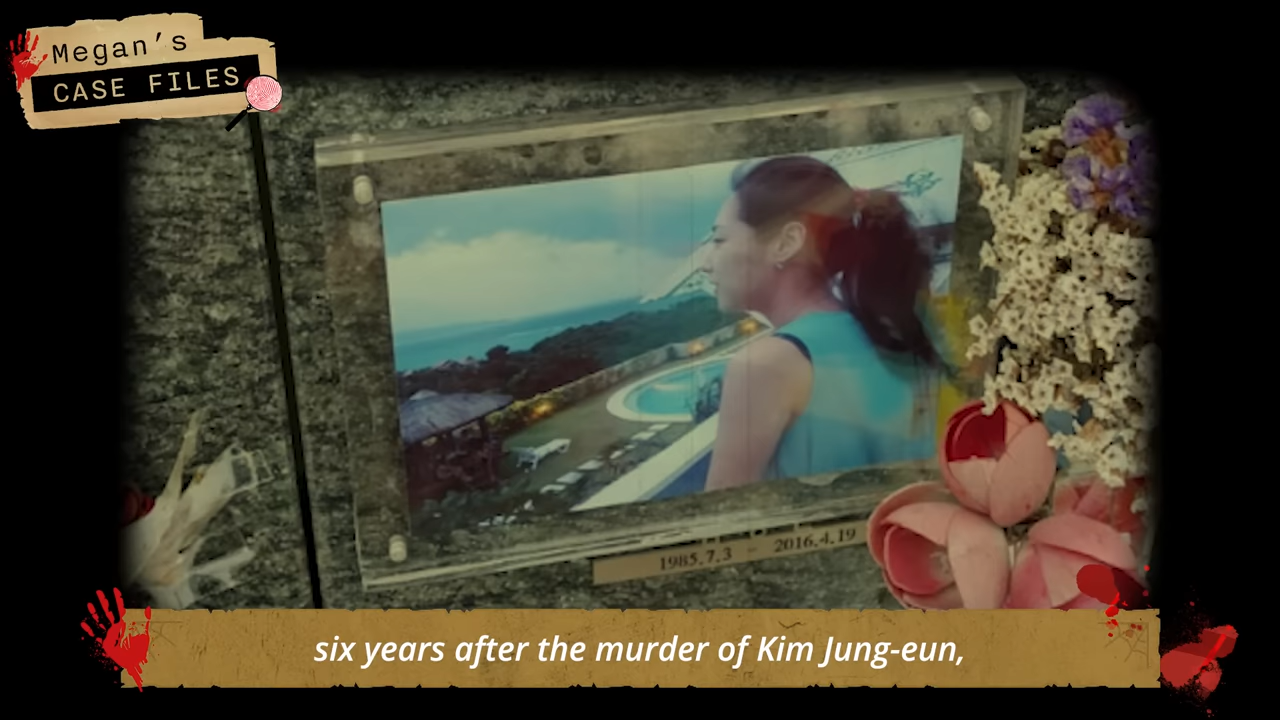 Megan's
CASE FILES
1985.7.3 - 2016.4.19
six years after the murder of Kim Jung-eun,